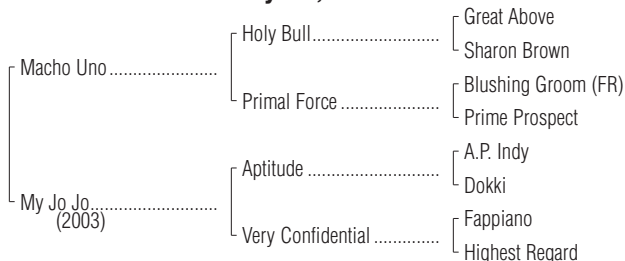 Great Above
Holy Bull
Sharon Brown
Macho Uno
Blushing Groom (FR)
Primal Force
Prime Prospect
A.P. Indy
Aptitude
Dokki
My Jo Jo
(2003)
Fappiano
Very Confidential
Highest Regard